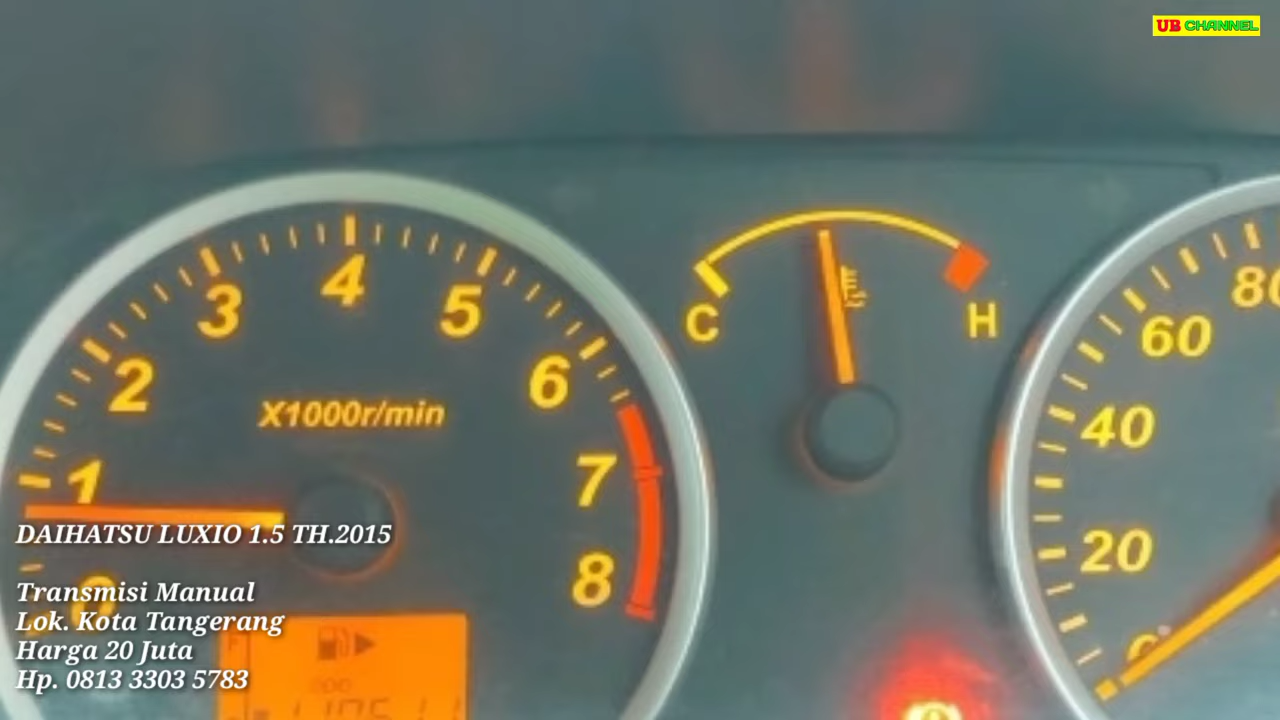 UB CHANNEL
1
2
3
4
5
6
7
8
0
X1000r/min
C
H
20
40
60
F
DAIHATSU LUXIO 1.5 TH.2015
Transmisi Manual
Lok. Kota Tangerang
Harga 20 Juta
Hp. 0813 3303 5783